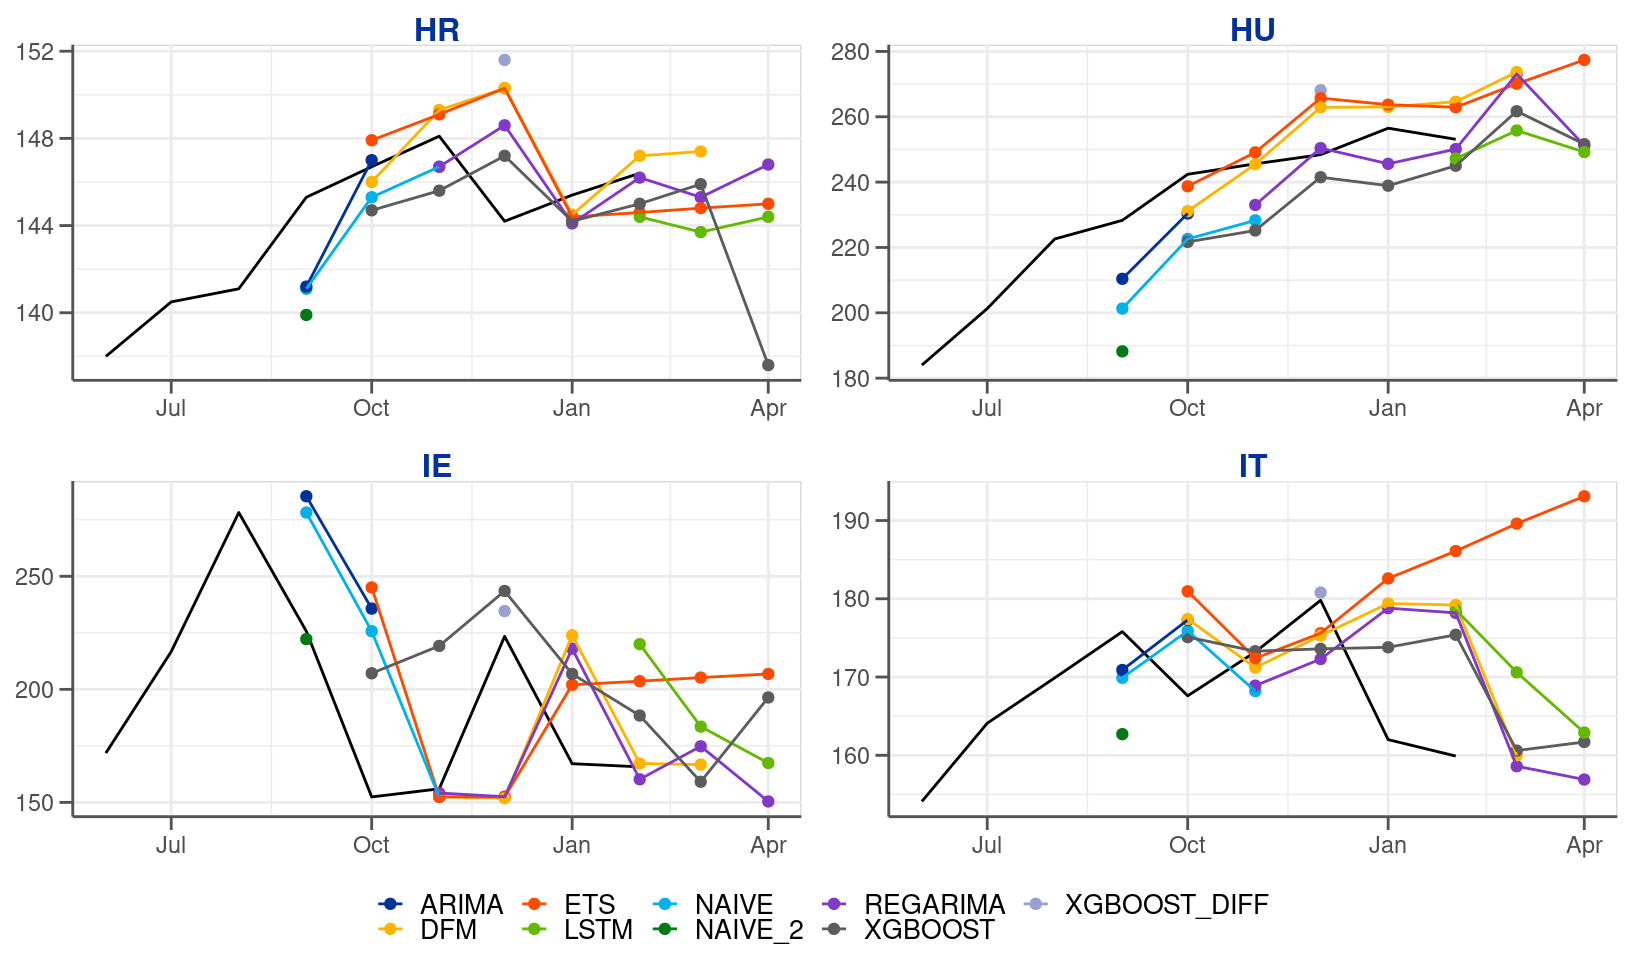 HR
HU
152
148
144
140
Jul
Oct
Jan
Apr
280
260
240
220
200
180
Jul
Oct
Jan
Apr
IE
IT
250
200
150
Jul
Oct
Jan
Apr
190
180
170
160
Jul
Oct
Jan
Apr
ARIMA ETS NAIVE REGARIMA XGBOOST_DIFF
DFM LSTM NAIVE_2 XGBOOST